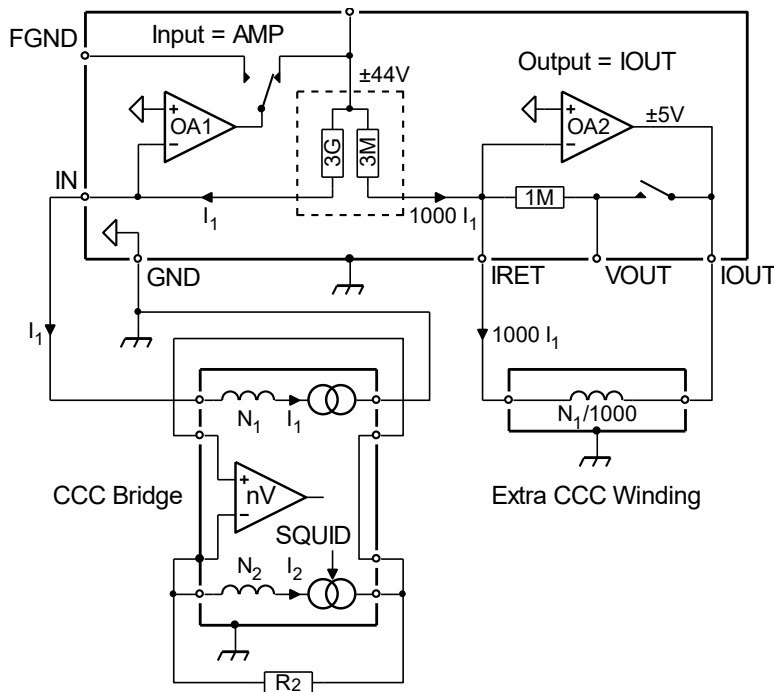 FGND
Input = AMP
±44V
Output = IOUT
+
OA1
−
3G
3M
+
OA2
−
±5V
IN
I1
1000 I1
1M
GND
IRET
VOUT
IOUT
I1
1000 I1
N1
I1
N1/1000
CCC Bridge
+
nV
−
Extra CCC Winding
SQUID
N2
I2
R2